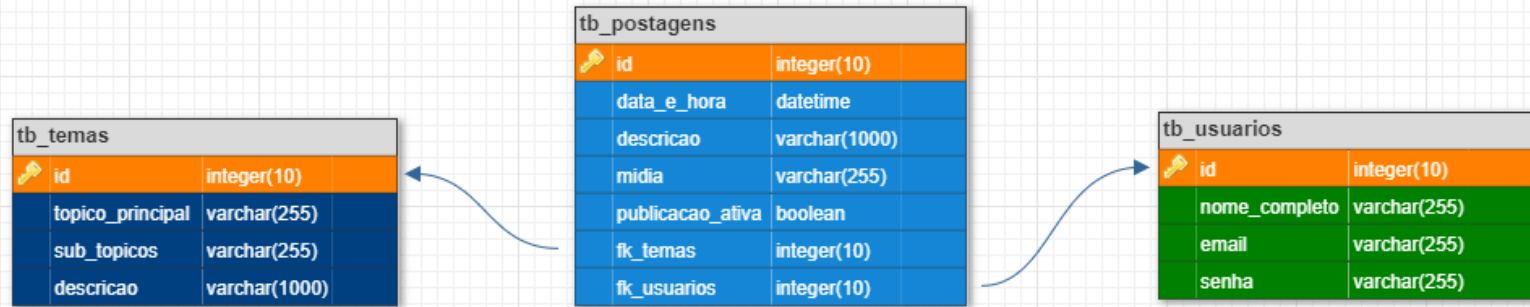 tb_temas
id integer(10)
topico_principal varchar(255)
sub_topicos varchar(255)
descricao varchar(1000)
tb_postagens
id integer(10)
data_e_hora datetime
descricao varchar(1000)
midia varchar(255)
publicacao_ativa boolean
fk_temas integer(10)
fk_usuarios integer(10)
tb_usuarios
id integer(10)
nome_completo varchar(255)
email varchar(255)
senha varchar(255)